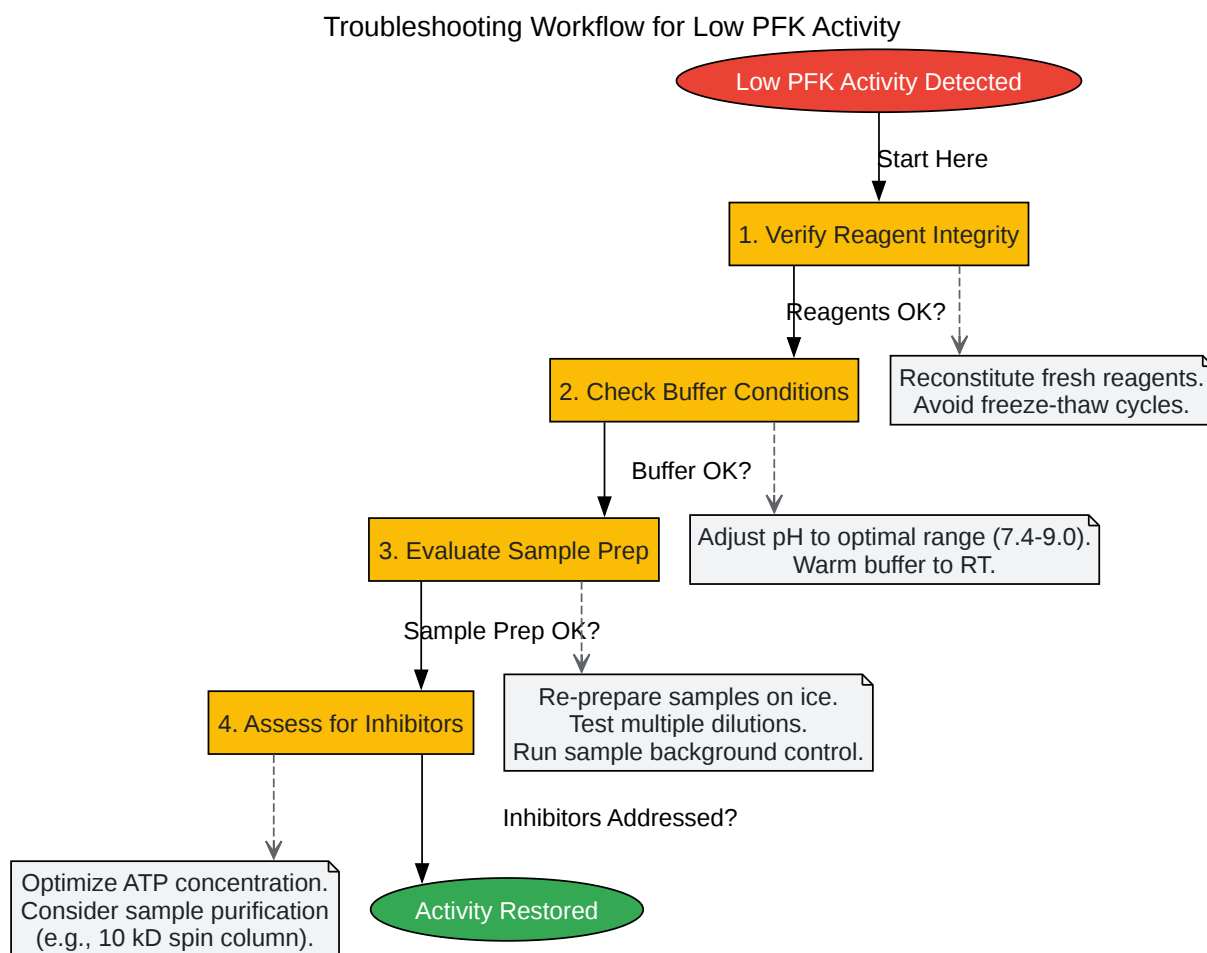 Troubleshooting Workflow for Low PFK Activity
Low PFK Activity Detected
Start Here
1. Verify Reagent Integrity
Reagents OK?
Reconstitute fresh reagents.
Avoid freeze-thaw cycles.
2. Check Buffer Conditions
Buffer OK?
Adjust pH to optimal range (7.4-9.0).
Warm buffer to RT.
3. Evaluate Sample Prep
Sample Prep OK?
Re-prepare samples on ice.
Test multiple dilutions.
Run sample background control.
4. Assess for Inhibitors
Inhibitors Addressed?
Optimize ATP concentration.
Consider sample purification
(e.g., 10 kD spin column).
Activity Restored